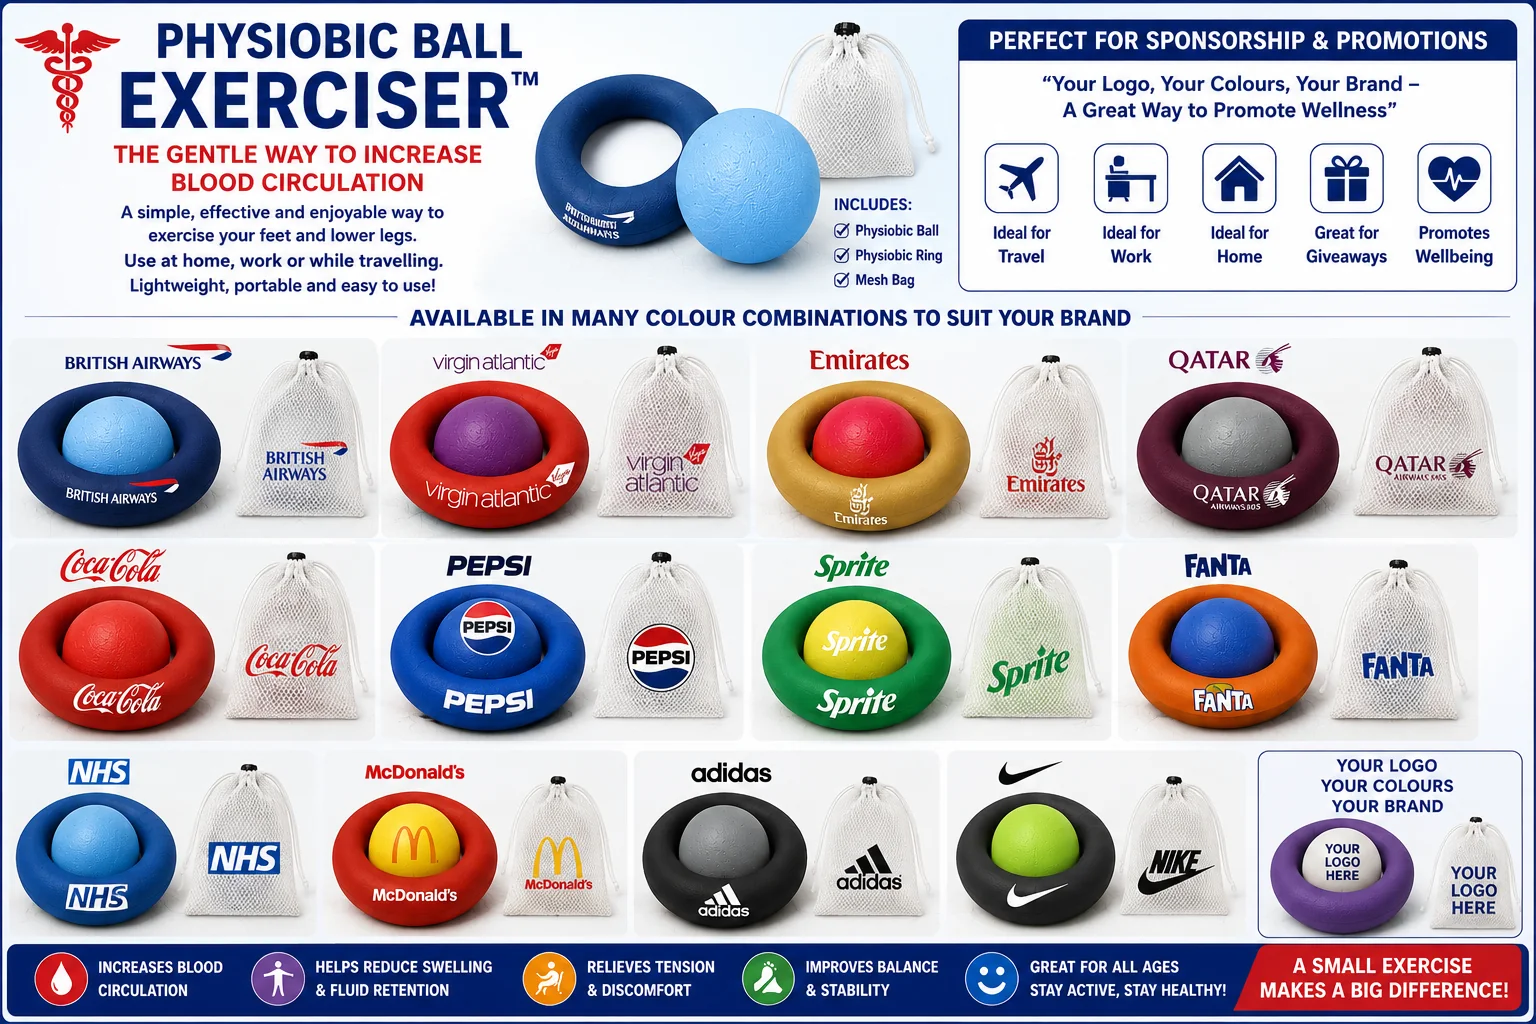 PHYSIOBIC BALL
EXERCISER™
THE GENTLE WAY TO INCREASE
BLOOD CIRCULATION
A simple, effective and enjoyable way to
exercise your feet and lower legs.
Use at home, work or while travelling.
Lightweight, portable and easy to use!
INCLUDES:
Physiobic Ball
Physiobic Ring
Mesh Bag
PERFECT FOR SPONSORSHIP & PROMOTIONS
“Your Logo, Your Colours, Your Brand –
A Great Way to Promote Wellness”
Ideal for
Travel
Ideal for
Work
Ideal for
Home
Great for
Giveaways
Promotes
Wellbeing
AVAILABLE IN MANY COLOUR COMBINATIONS TO SUIT YOUR BRAND
BRITISH AIRWAYS
BRITISH AIRWAYS
BRITISH
AIRWAYS
virgin atlantic
virgin atlantic
virgin
atlantic
Emirates
Emirates
Emirates
QATAR
QATAR
QATAR
Coca-Cola
Coca-Cola
Coca-Cola
PEPSI
PEPSI
PEPSI
PEPSI
Sprite
Sprite
Sprite
Sprite
FANTA
FANTA
FANTA
NHS
NHS
NHS
McDonald's
McDonald's
McDonald's
adidas
adidas
adidas
NIKE
YOUR LOGO
YOUR COLOURS
YOUR BRAND
YOUR
LOGO
HERE
YOUR
LOGO
HERE
INCREASES BLOOD
CIRCULATION
HELPS REDUCE SWELLING
& FLUID RETENTION
RELIEVES TENSION
& DISCOMFORT
IMPROVES BALANCE
& STABILITY
GREAT FOR ALL AGES
STAY ACTIVE, STAY HEALTHY!
A SMALL EXERCISE
MAKES A BIG DIFFERENCE!